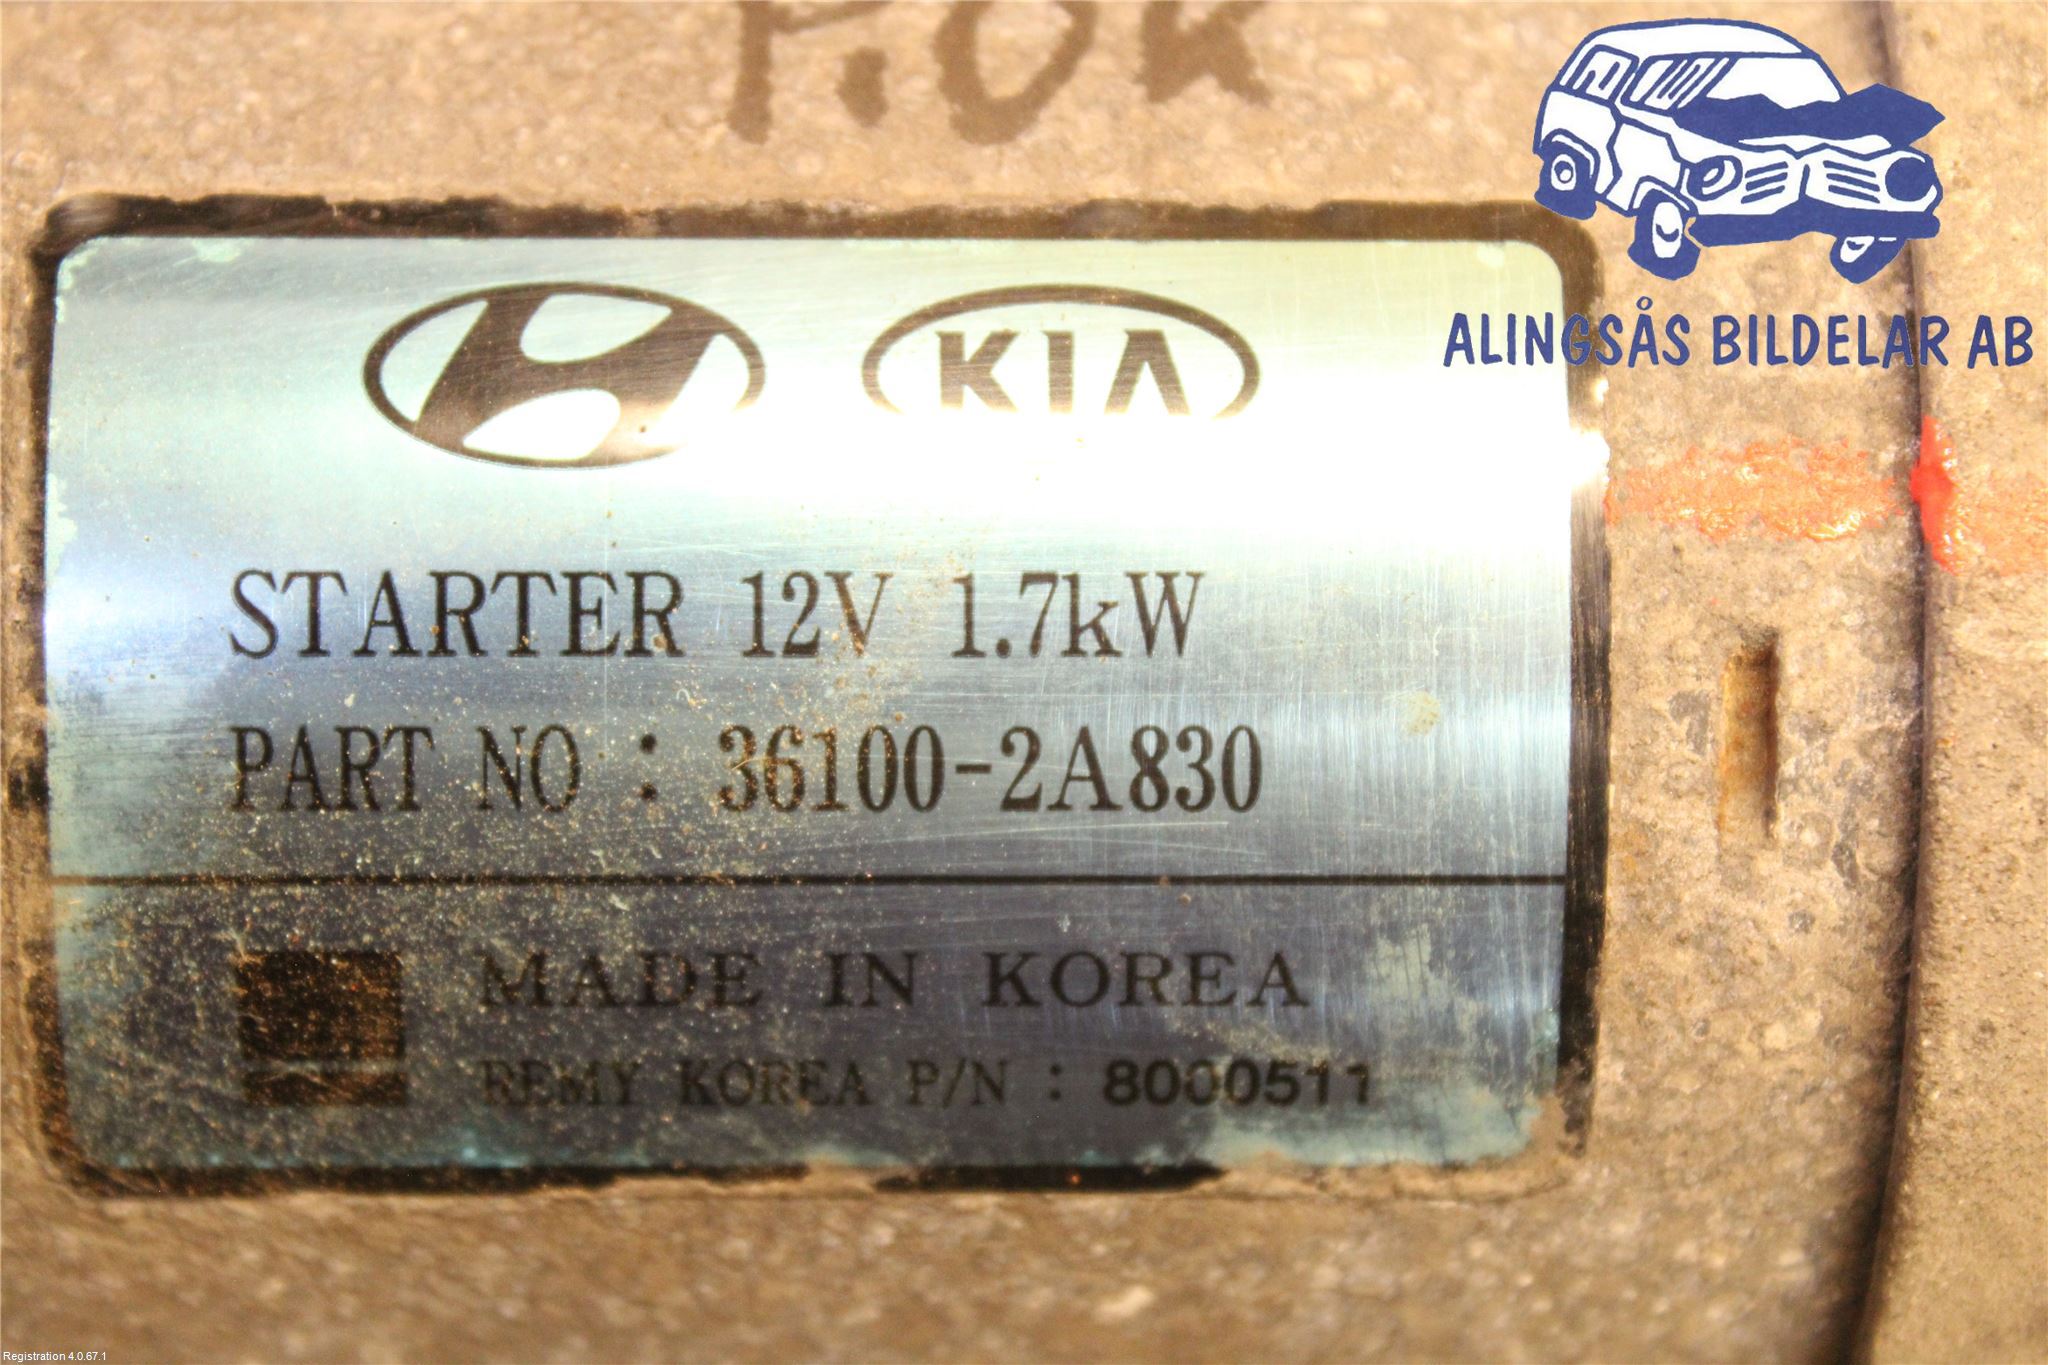 ALINGSÅS BILDELAR AB
KIA
STARTER 12V 1.7kW
PART NO : 36100-2A830
MADE IN KOREA
REMY KOREA P/N : 8000511
Registration 4.0.67.1